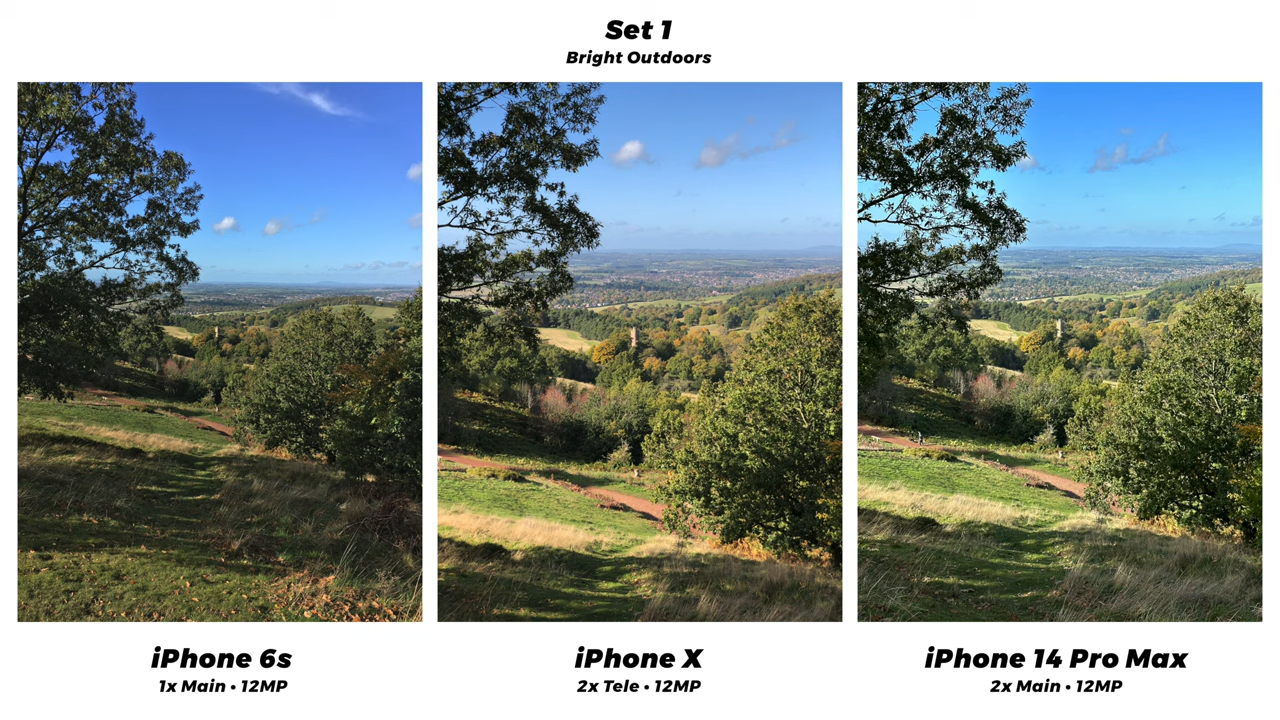 Set 1
Bright Outdoors
iPhone 6s
1x Main • 12MP
iPhone X
2x Tele • 12MP
iPhone 14 Pro Max
2x Main • 12MP